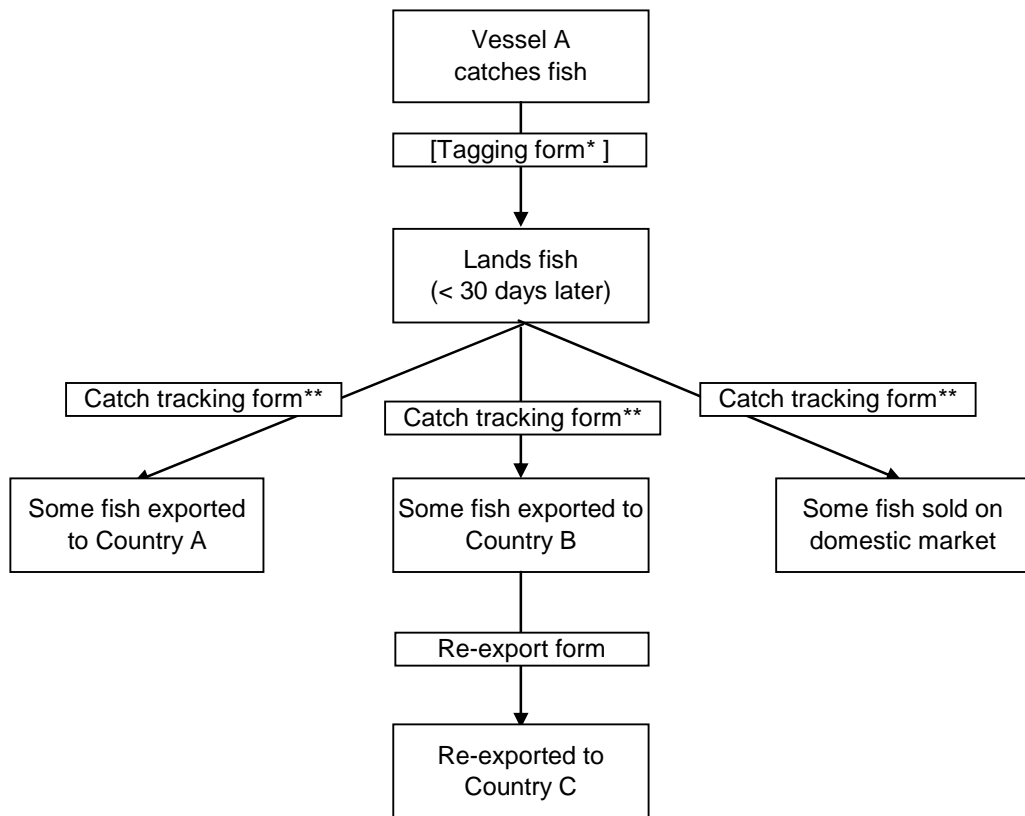 Vessel A
catches fish
[Tagging form* ]
Lands fish
(< 30 days later)
Catch tracking form**
Catch tracking form**
Catch tracking form**
Some fish exported
to Country A
Some fish exported to
Country B
Some fish sold on
domestic market
Re-export form
Re-exported to
Country C